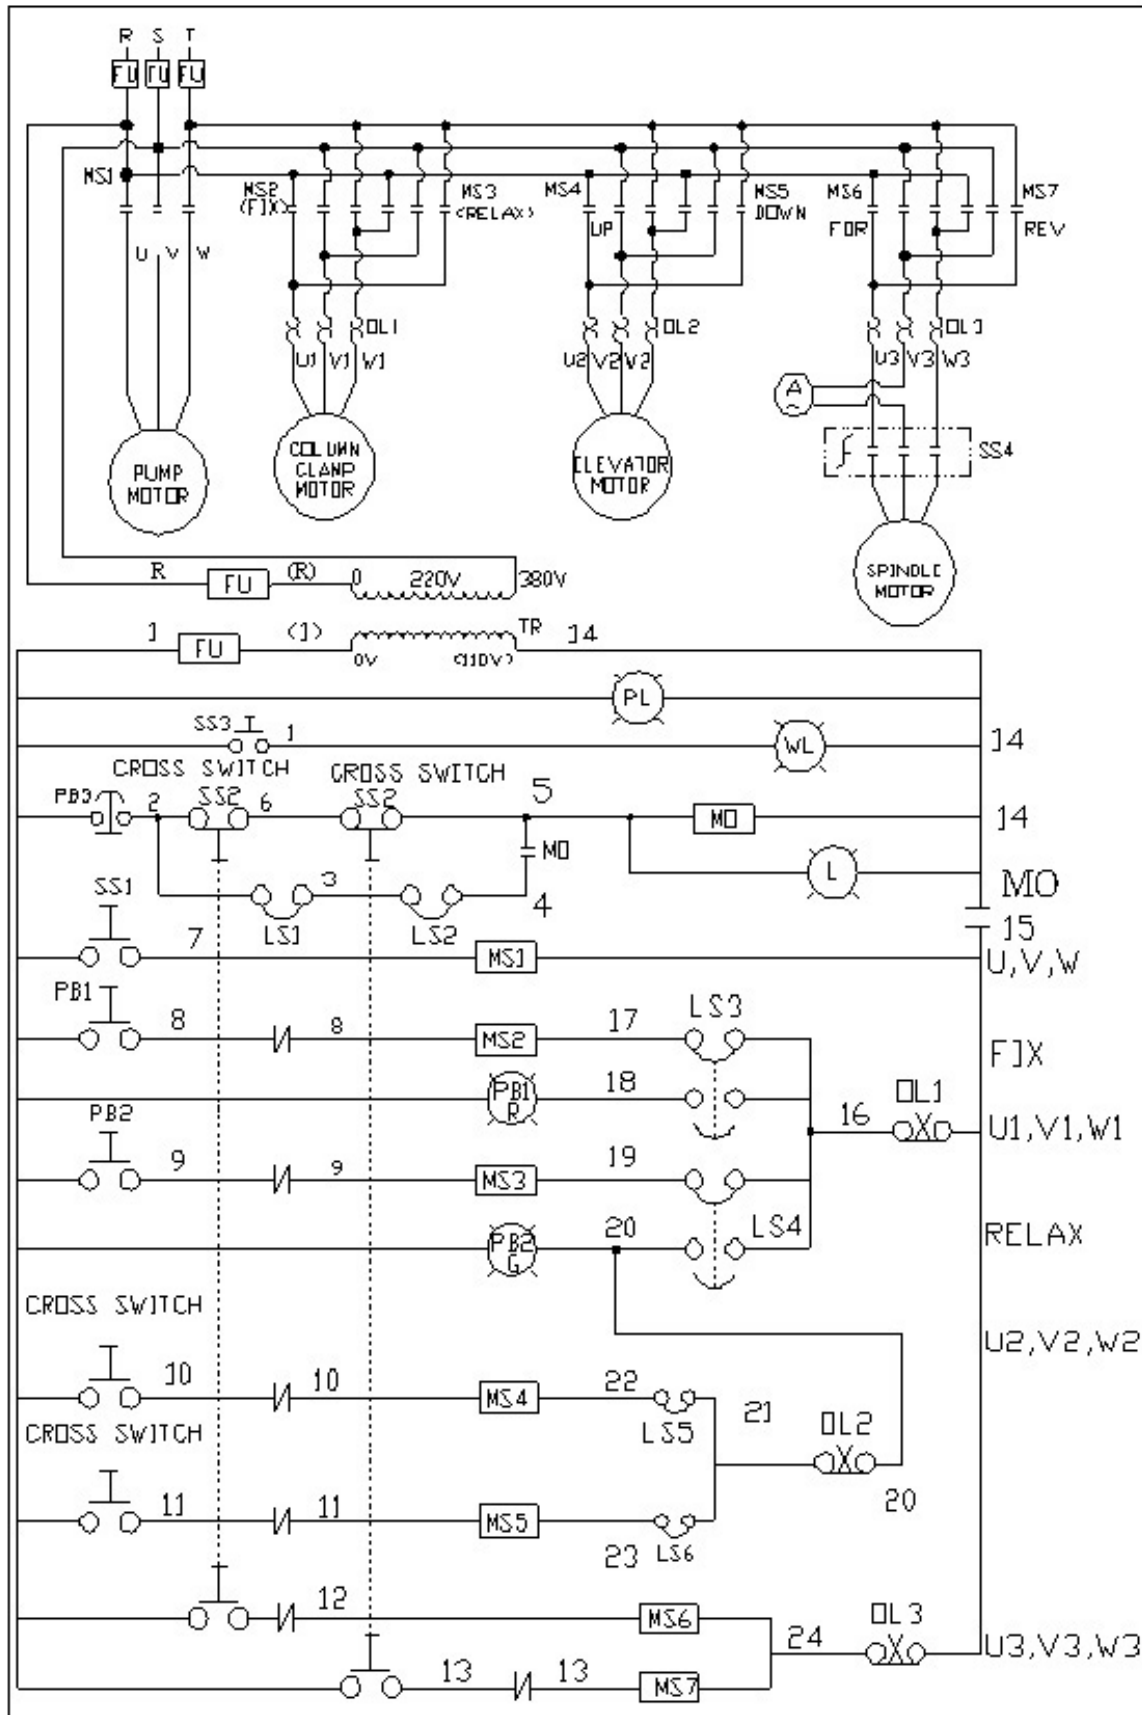 R S T
FU FU FU
MS1
MS2 (FIX)
MS3 (RELAX)
MS4 UP
MS5 DOWN
MS6 FOR
MS7 REV
U V W
OL1
U1 V1 W1
OL2
U2 V2 V2
OL3
U3 V3 W3
A
SS4
PUMP MOTOR
COLUMN CLAMP MOTOR
ELEVATOR MOTOR
SPINDLE MOTOR
R FU (R) 0 220V 380V
1 FU (1) 0V (110V) TR 14
PL
SS3 1 WL 14
CROSS SWITCH CROSS SWITCH
PB3 2 SS2 6 SS2 5 MO 14
MO
L
MO
SS1 LS1 3 LS2 4
15
7 MS1 U,V,W
PB1 8 8 MS2 17 LS3 FIX
PB1 R 18
16 OL1 U1,V1,W1
PB2 9 9 MS3 19
PB2 G 20 LS4 RELAX
CROSS SWITCH
U2,V2,W2
10 10 MS4 22 LS5
CROSS SWITCH
21 OL2
20
11 11 MS5 23 LS6
12 MS6
24 OL3 U3,V3,W3
13 13 MS7